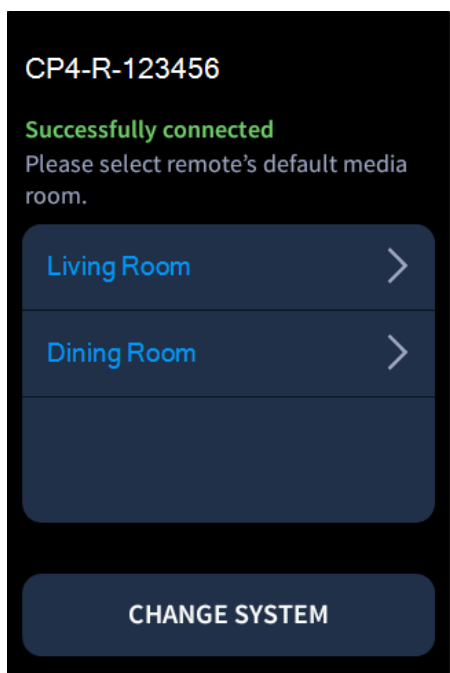 CP4-R-123456
Successfully connected
Please select remote's default media
room.
Living Room
Dining Room
CHANGE SYSTEM